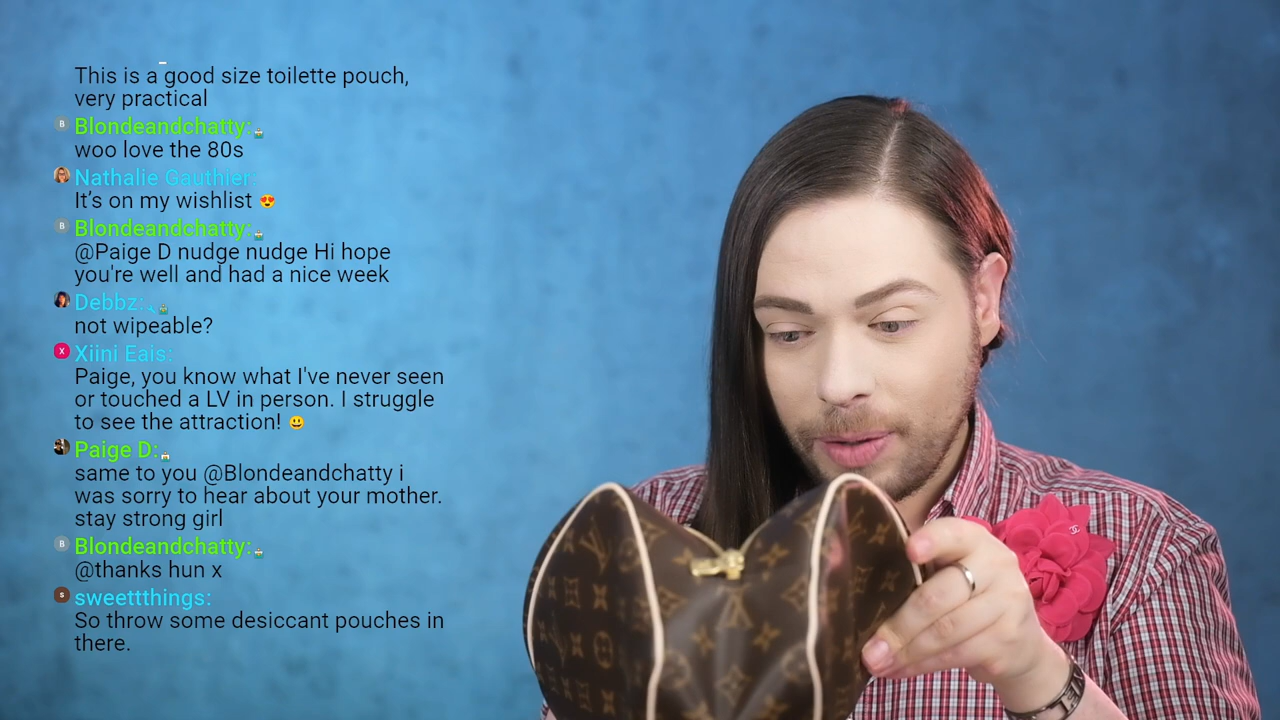 This is a good size toilette pouch,
very practical
B Blondeandchatty:
woo love the 80s
Nathalie Gauthier:
It's on my wishlist 😍
B Blondeandchatty:
@Paige D nudge nudge Hi hope
you're well and had a nice week
Debbz:
not wipeable?
X Xiini Eais:
Paige, you know what I've never seen
or touched a LV in person. I struggle
to see the attraction! 😃
Paige D:
same to you @Blondeandchatty i
was sorry to hear about your mother.
stay strong girl
B Blondeandchatty:
@thanks hun x
s sweettthings:
So throw some desiccant pouches in
there.